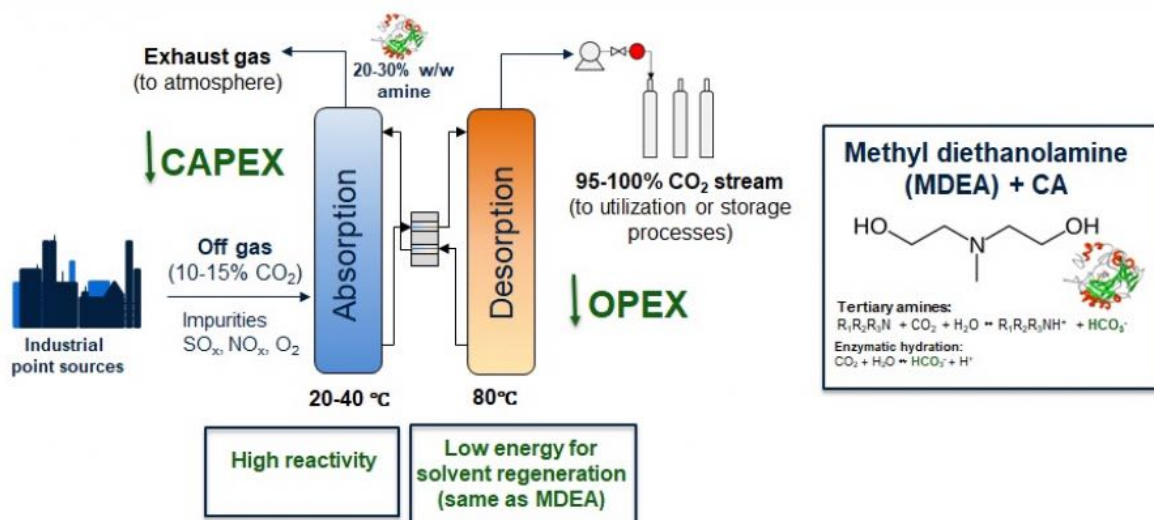 Exhaust gas
(to atmosphere)
20-30% w/w
amine
CAPEX
Off gas
(10-15% CO₂)
Impurities
SOₓ, NOₓ, O₂
Industrial
point sources
Absorption
Desorption
20-40 ℃
80℃
95-100% CO₂ stream
(to utilization or storage
processes)
OPEX
High reactivity
Low energy for
solvent regeneration
(same as MDEA)
Methyl diethanolamine
(MDEA) + CA
HO
N
OH
Tertiary amines:
R₁R₂R₃N + CO₂ + H₂O ↔ R₁R₂R₃NH⁺ + HCO₃⁻
Enzymatic hydration:
CO₂ + H₂O ↔ HCO₃⁻ + H⁺